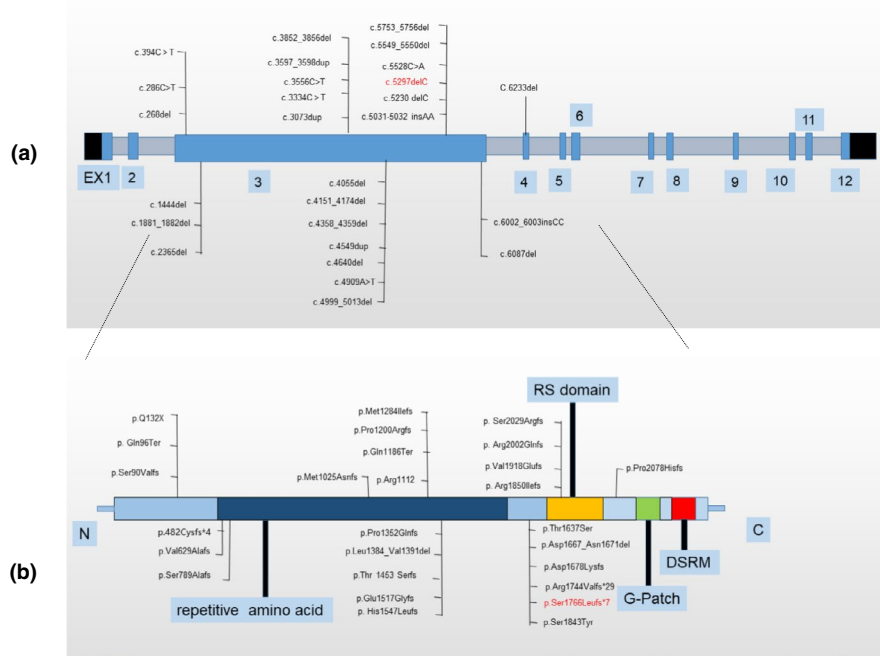 (a)
c.394C > T
c.286C>T
c.268del
c.3852_3856del
c.3597_3598dup
c.3556C>T
c.3334C > T
c.3073dup
c.5753_5756del
c.5549_5550del
c.5528C>A
c.5297delC
c.5230 delC
c.5031-5032 insAA
C.6233del
EX1
2
3
4
5
6
7
8
9
10
11
12
c.1444del
c.1881_1882del
c.2365del
c.4055del
c.4151_4174del
c.4358_4359del
c.4549dup
c.4640del
c.4909A>T
c.4999_5013del
c.6002_6003insCC
c.6087del
(b)
RS domain
p.Q132X
p. Gln96Ter
p.Ser90Valfs
p.Met1025Asnfs
p.Met1284Ilefs
p.Pro1200Argfs
p.Gln1186Ter
p.Arg1112
p. Ser2029Argfs
p. Arg2002Glnfs
p.Val1918Glufs
p. Arg1850Ilefs
p.Pro2078Hisfs
N
C
p.482Cysfs*4
p.Val629Alafs
p.Ser789Alafs
repetitive amino acid
p.Pro1352Glnfs
p.Leu1384_Val1391del
p.Thr 1453 Serfs
p.Glu1517Glyfs
p. His1547Leufs
p.Thr1637Ser
p.Asp1667_Asn1671del
p.Asp1678Lysfs
p.Arg1744Valfs*29
p.Ser1766Leufs*7
p.Ser1843Tyr
G-Patch
DSRM